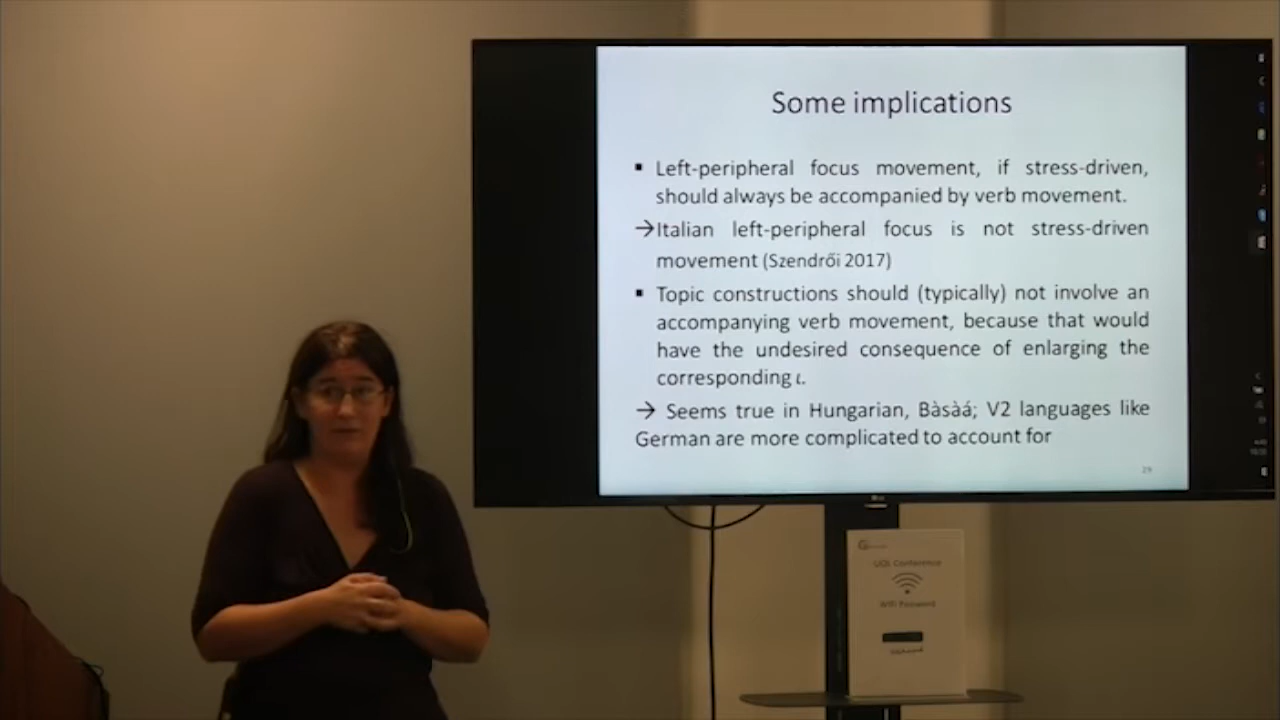 Some implications
▪ Left-peripheral focus movement, if stress-driven,
should always be accompanied by verb movement.
→Italian left-peripheral focus is not stress-driven
movement (Szendrői 2017)
▪ Topic constructions should (typically) not involve an
accompanying verb movement, because that would
have the undesired consequence of enlarging the
corresponding ι.
→ Seems true in Hungarian, Bàsàá; V2 languages like
German are more complicated to account for
29
LG
UCL Conference
WiFi Password